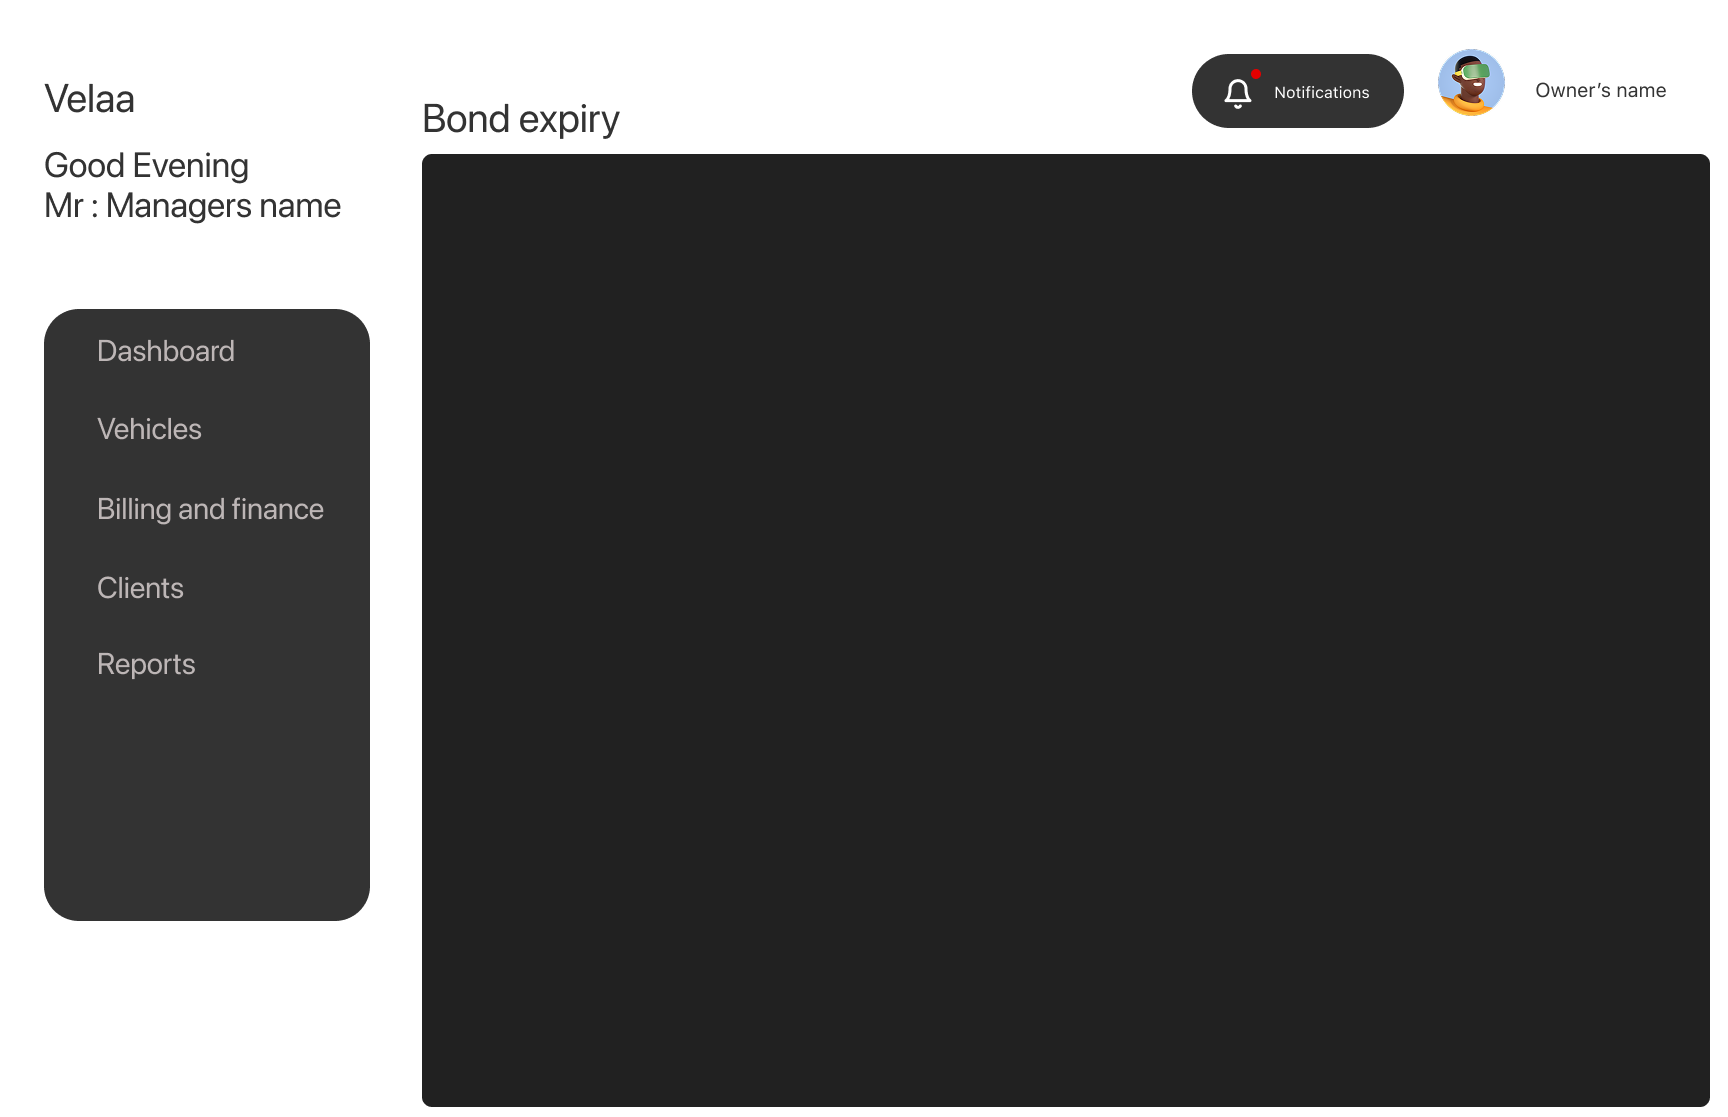 Velaa
Good Evening
Mr : Managers name
Dashboard
Vehicles
Billing and finance
Clients
Reports
Bond expiry
Notifications
Owner’s name